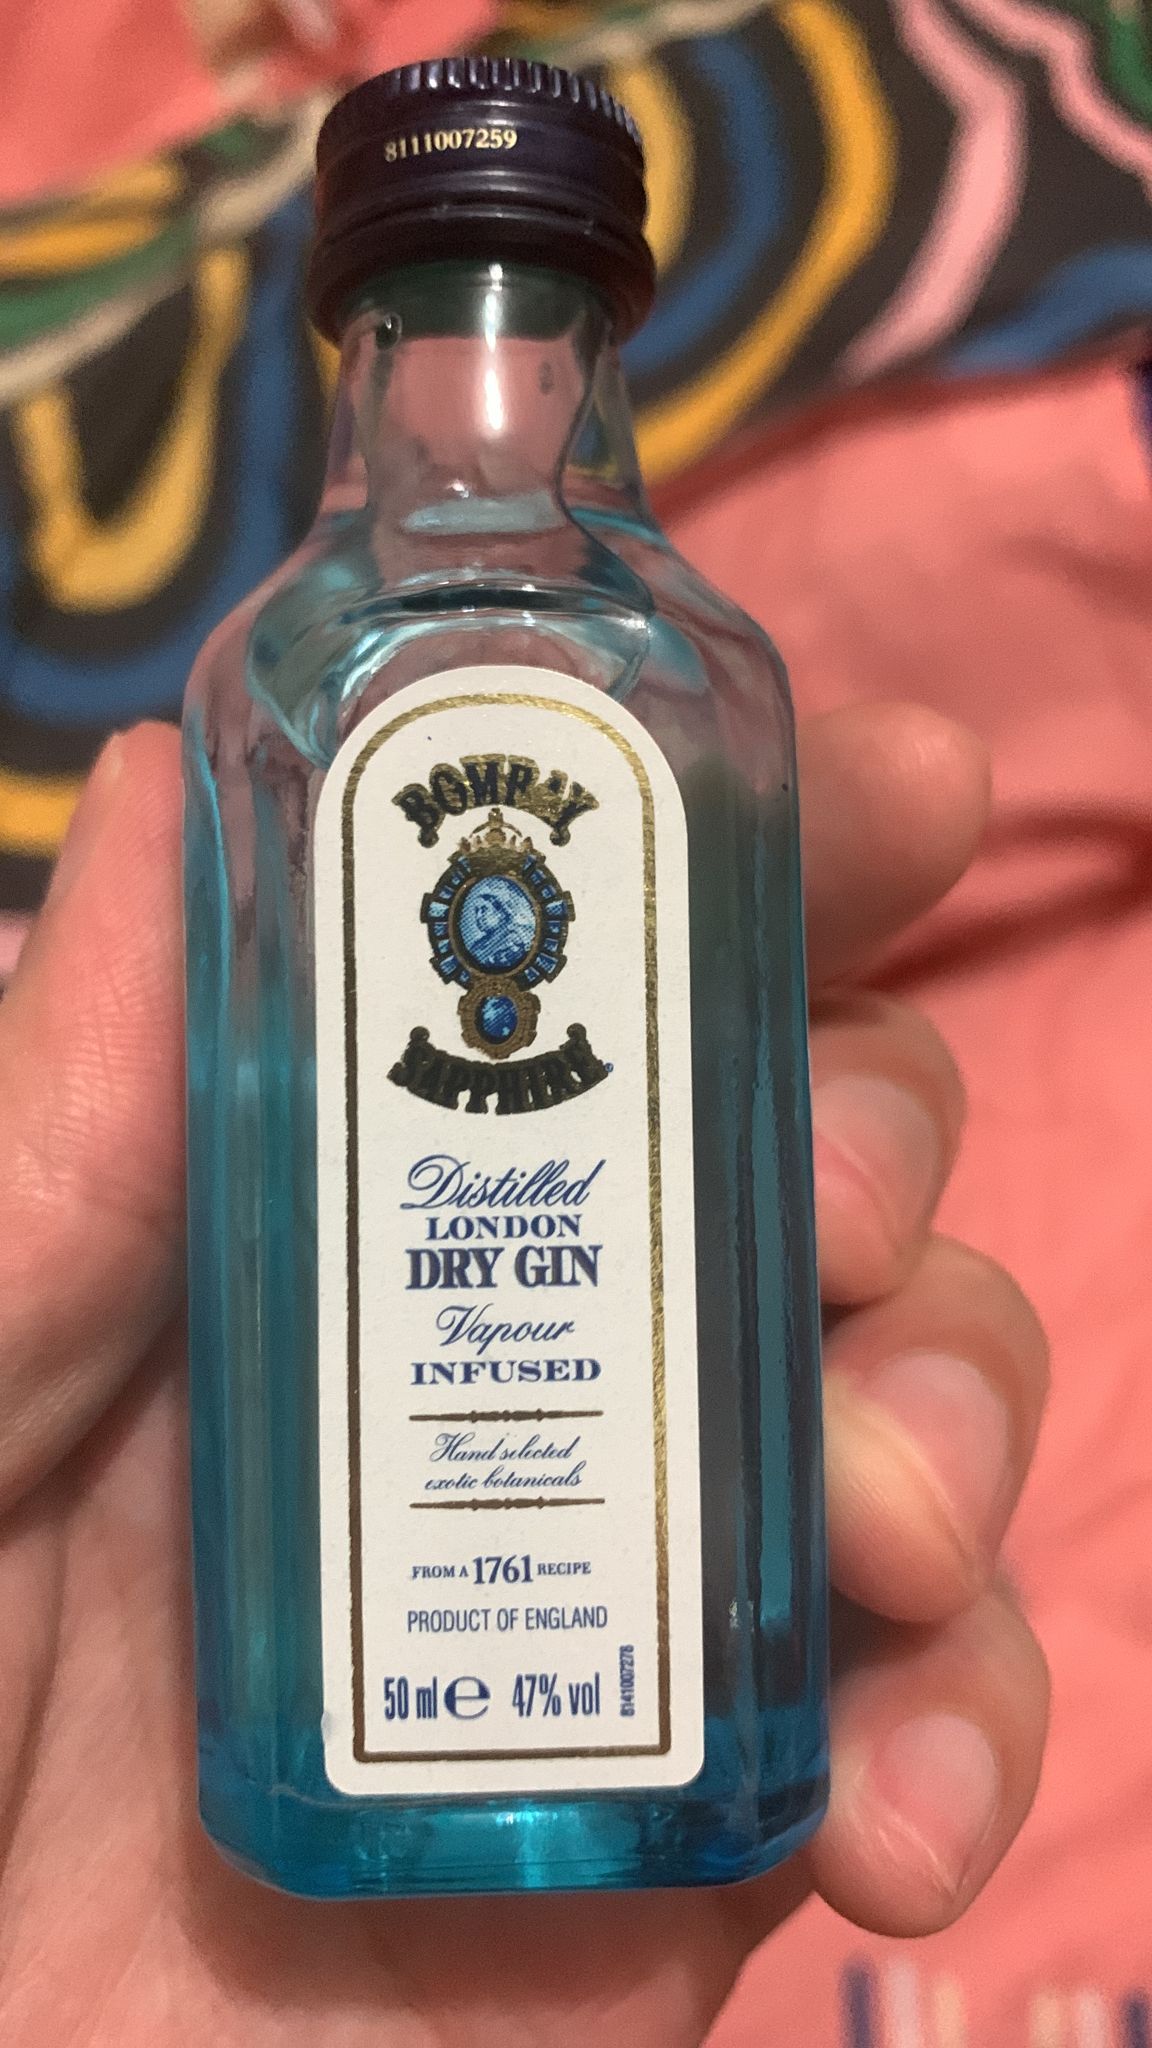 8111007259
BOMBAY
SAPPHIRE
Distilled
LONDON
DRY GIN
Vapour
INFUSED
Hand selected
exotic botanicals
FROM A 1761 RECIPE
PRODUCT OF ENGLAND
50 ml e 47% vol
8141007278